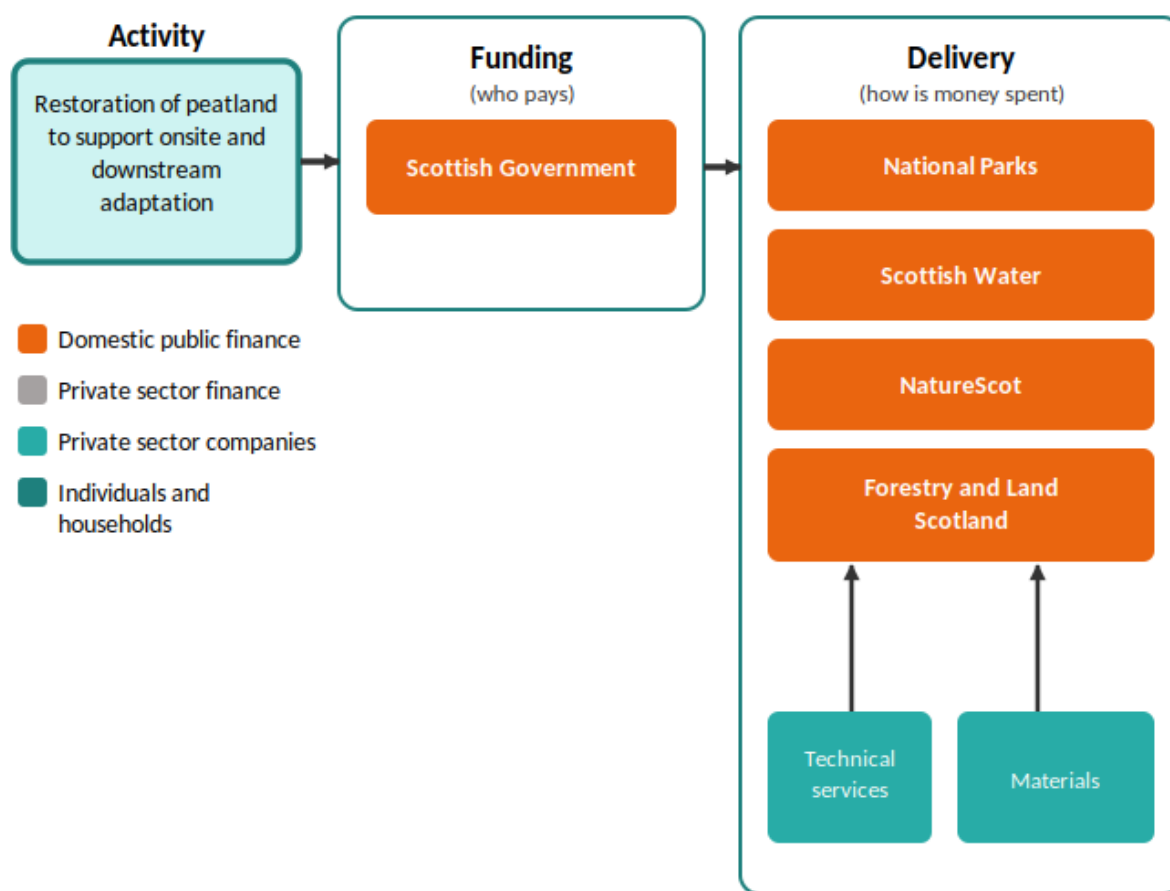 Activity
Restoration of peatland
to support onsite and
downstream
adaptation
Domestic public finance
Private sector finance
Private sector companies
Individuals and
households
Funding
(who pays)
Scottish Government
Delivery
(how is money spent)
National Parks
Scottish Water
NatureScot
Forestry and Land
Scotland
Technical
services
Materials